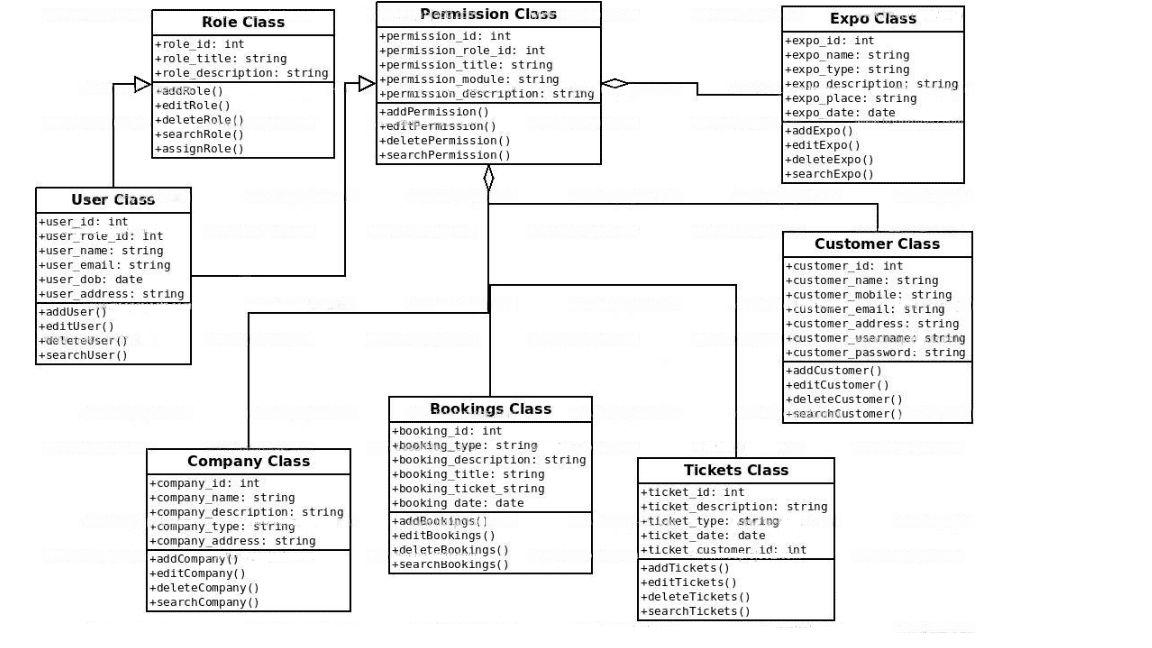 Role Class
+role_id: int
+role_title: string
+role_description: string
+addRole()
+editRole()
+deleteRole()
+searchRole()
+assignRole()
Permission Class
+permission_id: int
+permission_role_id: int
+permission_title: string
+permission_module: string
+permission_description: string
+addPermission()
+editPermission()
+deletePermission()
+searchPermission()
Expo Class
+expo_id: int
+expo_name: string
+expo_type: string
+expo_description: string
+expo_place: string
+expo_date: date
+addExpo()
+editExpo()
+deleteExpo()
+searchExpo()
User Class
+user_id: int
+user_role_id: int
+user_name: string
+user_email: string
+user_dob: date
+user_address: string
+addUser()
+editUser()
+deleteUser()
+searchUser()
Customer Class
+customer_id: int
+customer_name: string
+customer_mobile: string
+customer_email: string
+customer_address: string
+customer_username: string
+customer_password: string
+addCustomer()
+editCustomer()
+deleteCustomer()
+searchCustomer()
Company Class
+company_id: int
+company_name: string
+company_description: string
+company_type: string
+company_address: string
+addCompany()
+editCompany()
+deleteCompany()
+searchCompany()
Bookings Class
+booking_id: int
+booking_type: string
+booking_description: string
+booking_title: string
+booking_ticket_string
+booking_date: date
+addBookings()
+editBookings()
+deleteBookings()
+searchBookings()
Tickets Class
+ticket_id: int
+ticket_description: string
+ticket_type: string
+ticket_date: date
+ticket_customer_id: int
+addTickets()
+editTickets()
+deleteTickets()
+searchTickets()